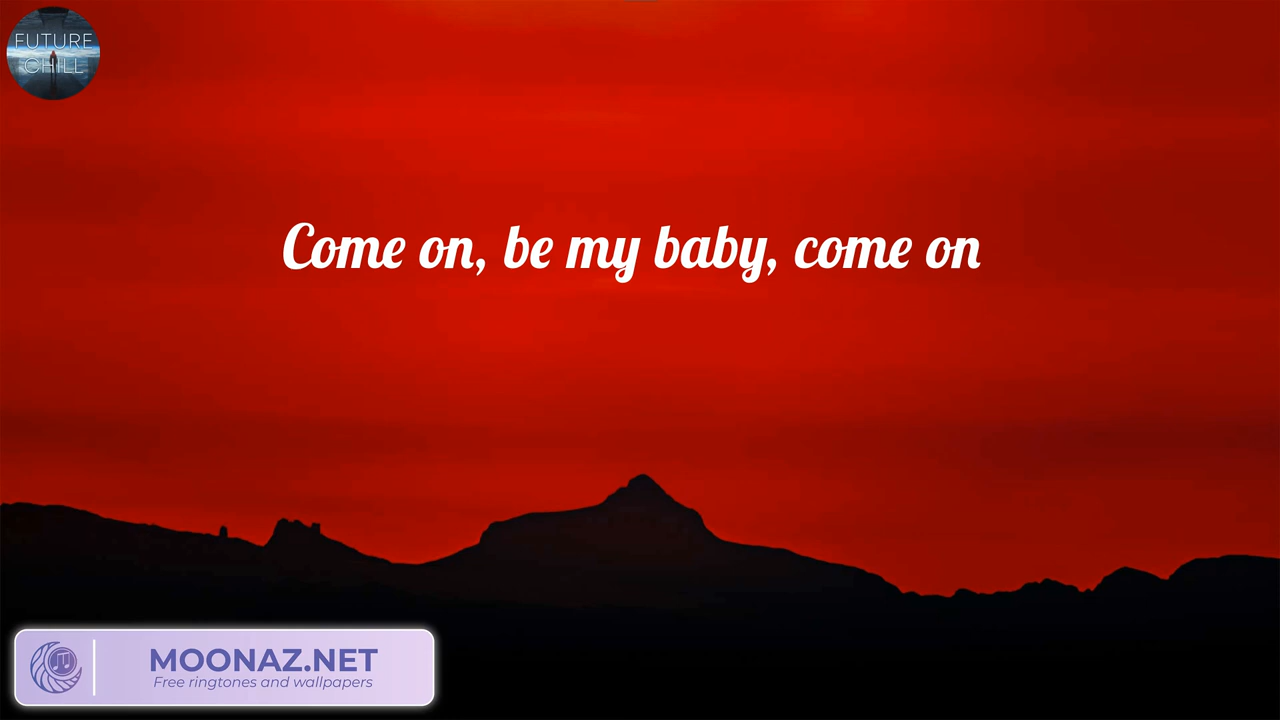 FUTURE
CHILL
Come on, be my baby, come on
MOONAZ.NET
Free ringtones and wallpapers